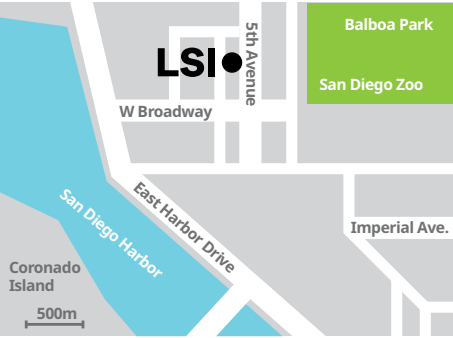 Balboa Park
5th Avenue
LSI
San Diego Zoo
W Broadway
East Harbor Drive
San Diego Harbor
Imperial Ave.
Coronado
Island
500m